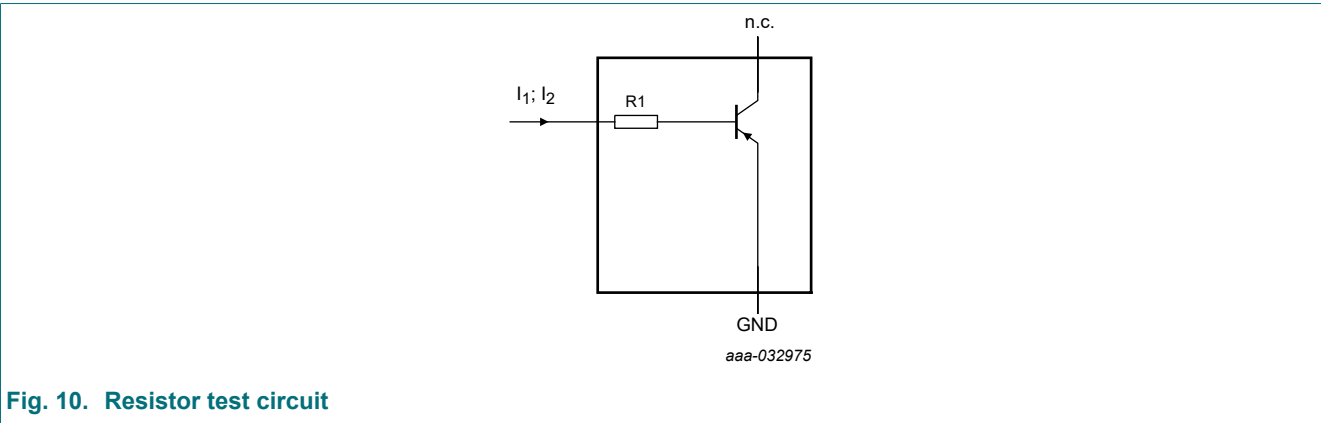 n.c.
I1; I2
R1
GND
aaa-032975
Fig. 10. Resistor test circuit